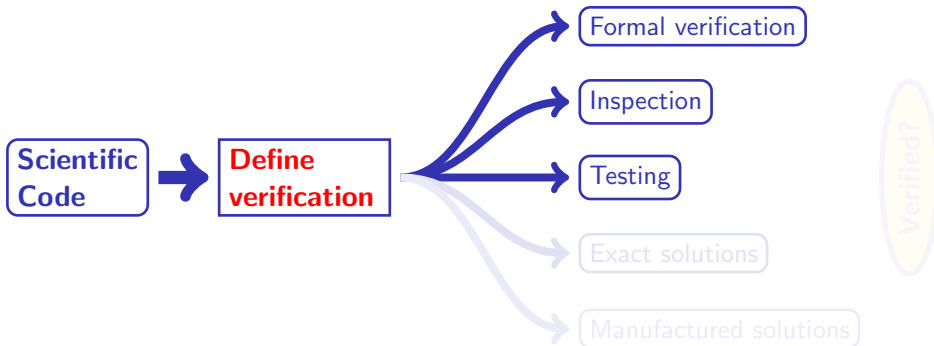 Scientific
Code
Define
verification
Formal verification
Inspection
Testing
Exact solutions
Manufactured solutions
Verified?